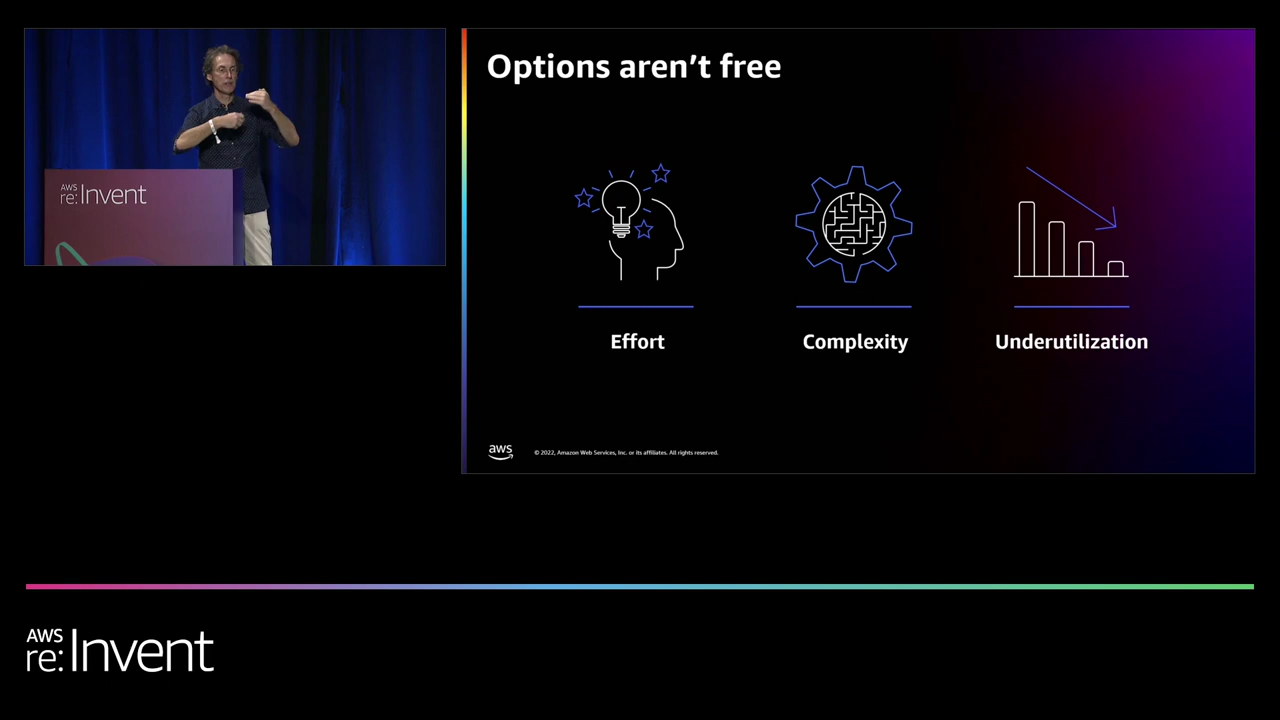 AWS
re:Invent
Options aren't free
Effort
Complexity
Underutilization
aws
© 2022, Amazon Web Services, Inc. or its affiliates. All rights reserved.
AWS
re:Invent